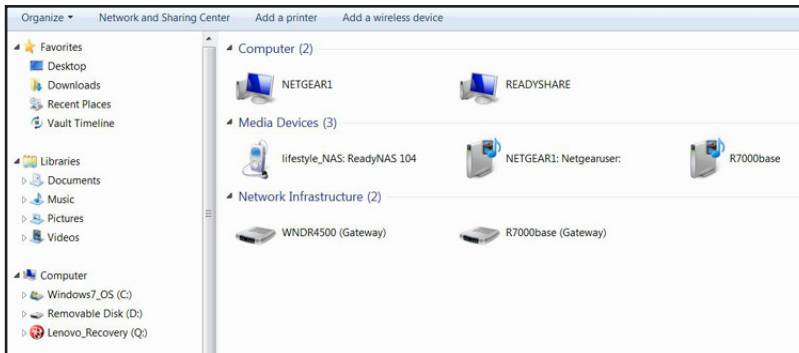 Organize Network and Sharing Center Add a printer Add a wireless device
Favorites
Desktop
Downloads
Recent Places
Vault Timeline
Libraries
Documents
Music
Pictures
Videos
Computer
Windows7_OS (C:)
Removable Disk (D:)
Lenovo_Recovery (Q:)
Computer (2)
NETGEAR1 READYSHARE
Media Devices (3)
lifestyle_NAS: ReadyNAS 104 NETGEAR1: Netgearuser: R7000base
Network Infrastructure (2)
WNDR4500 (Gateway) R7000base (Gateway)